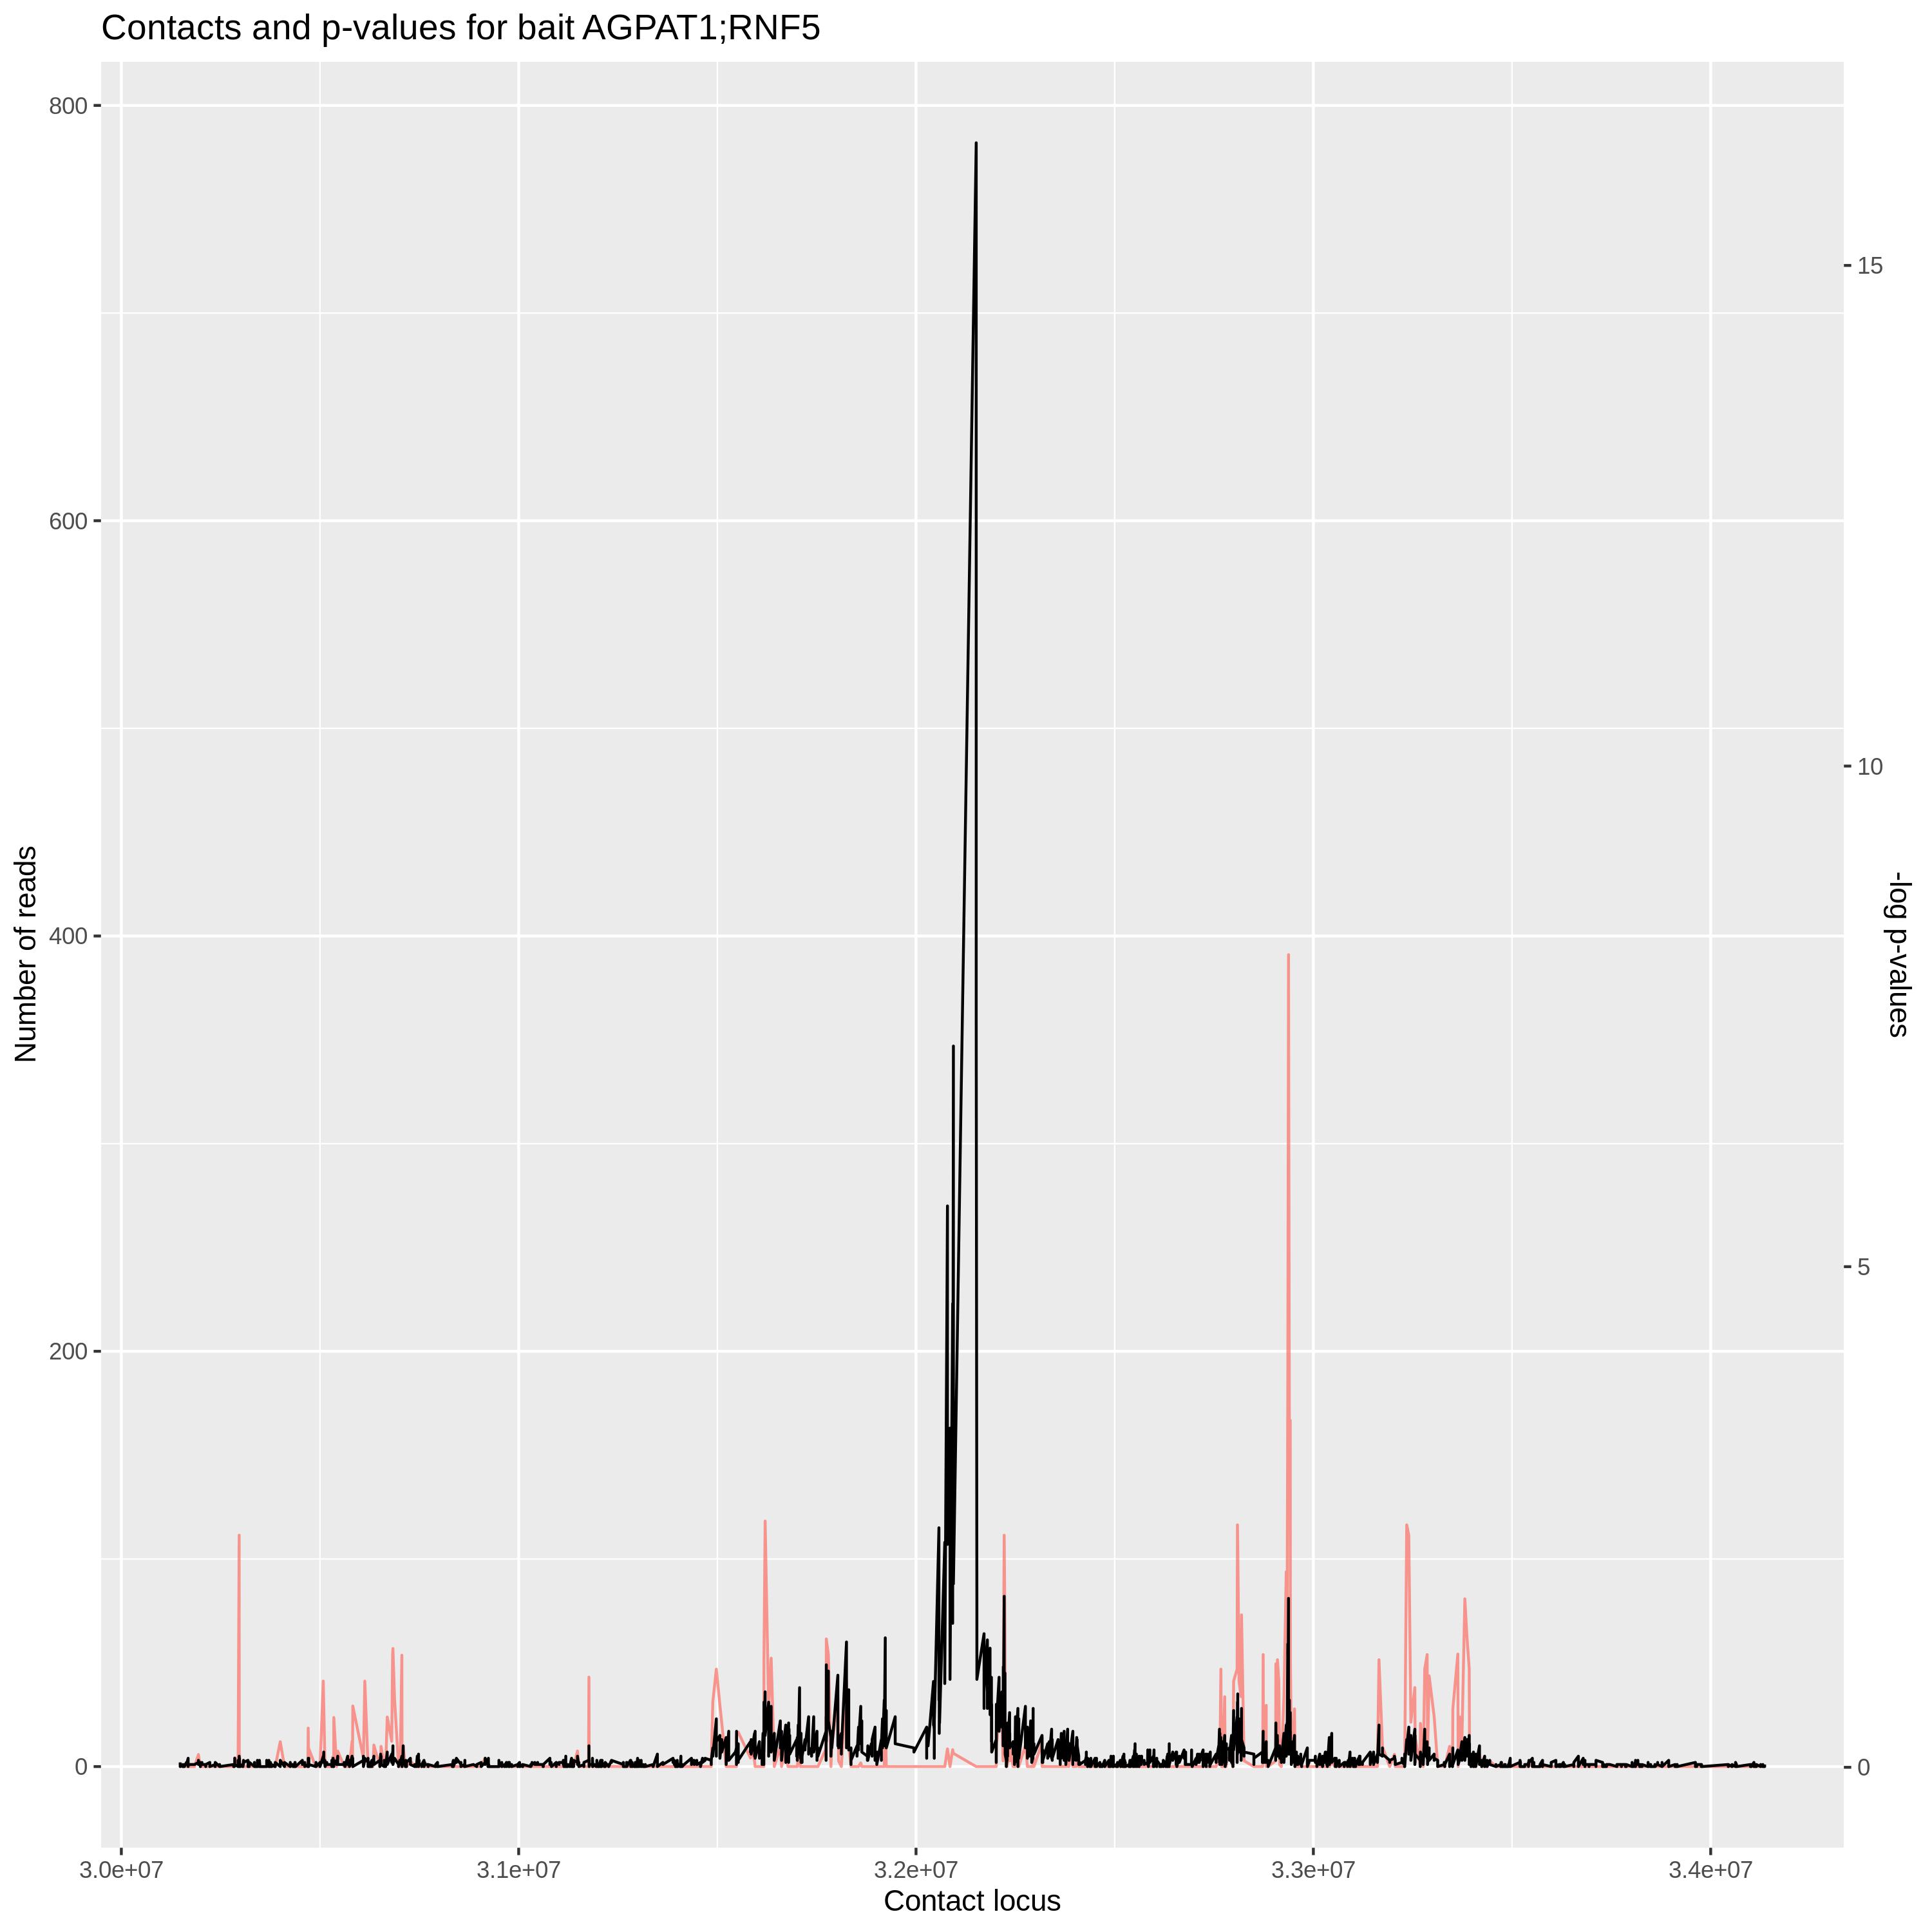 Contacts and p-values for bait AGPAT1;RNF5
800
600
400
200
0
Number of reads
15
10
5
0
-log p-values
3.0e+07
3.1e+07
3.2e+07
3.3e+07
3.4e+07
Contact locus